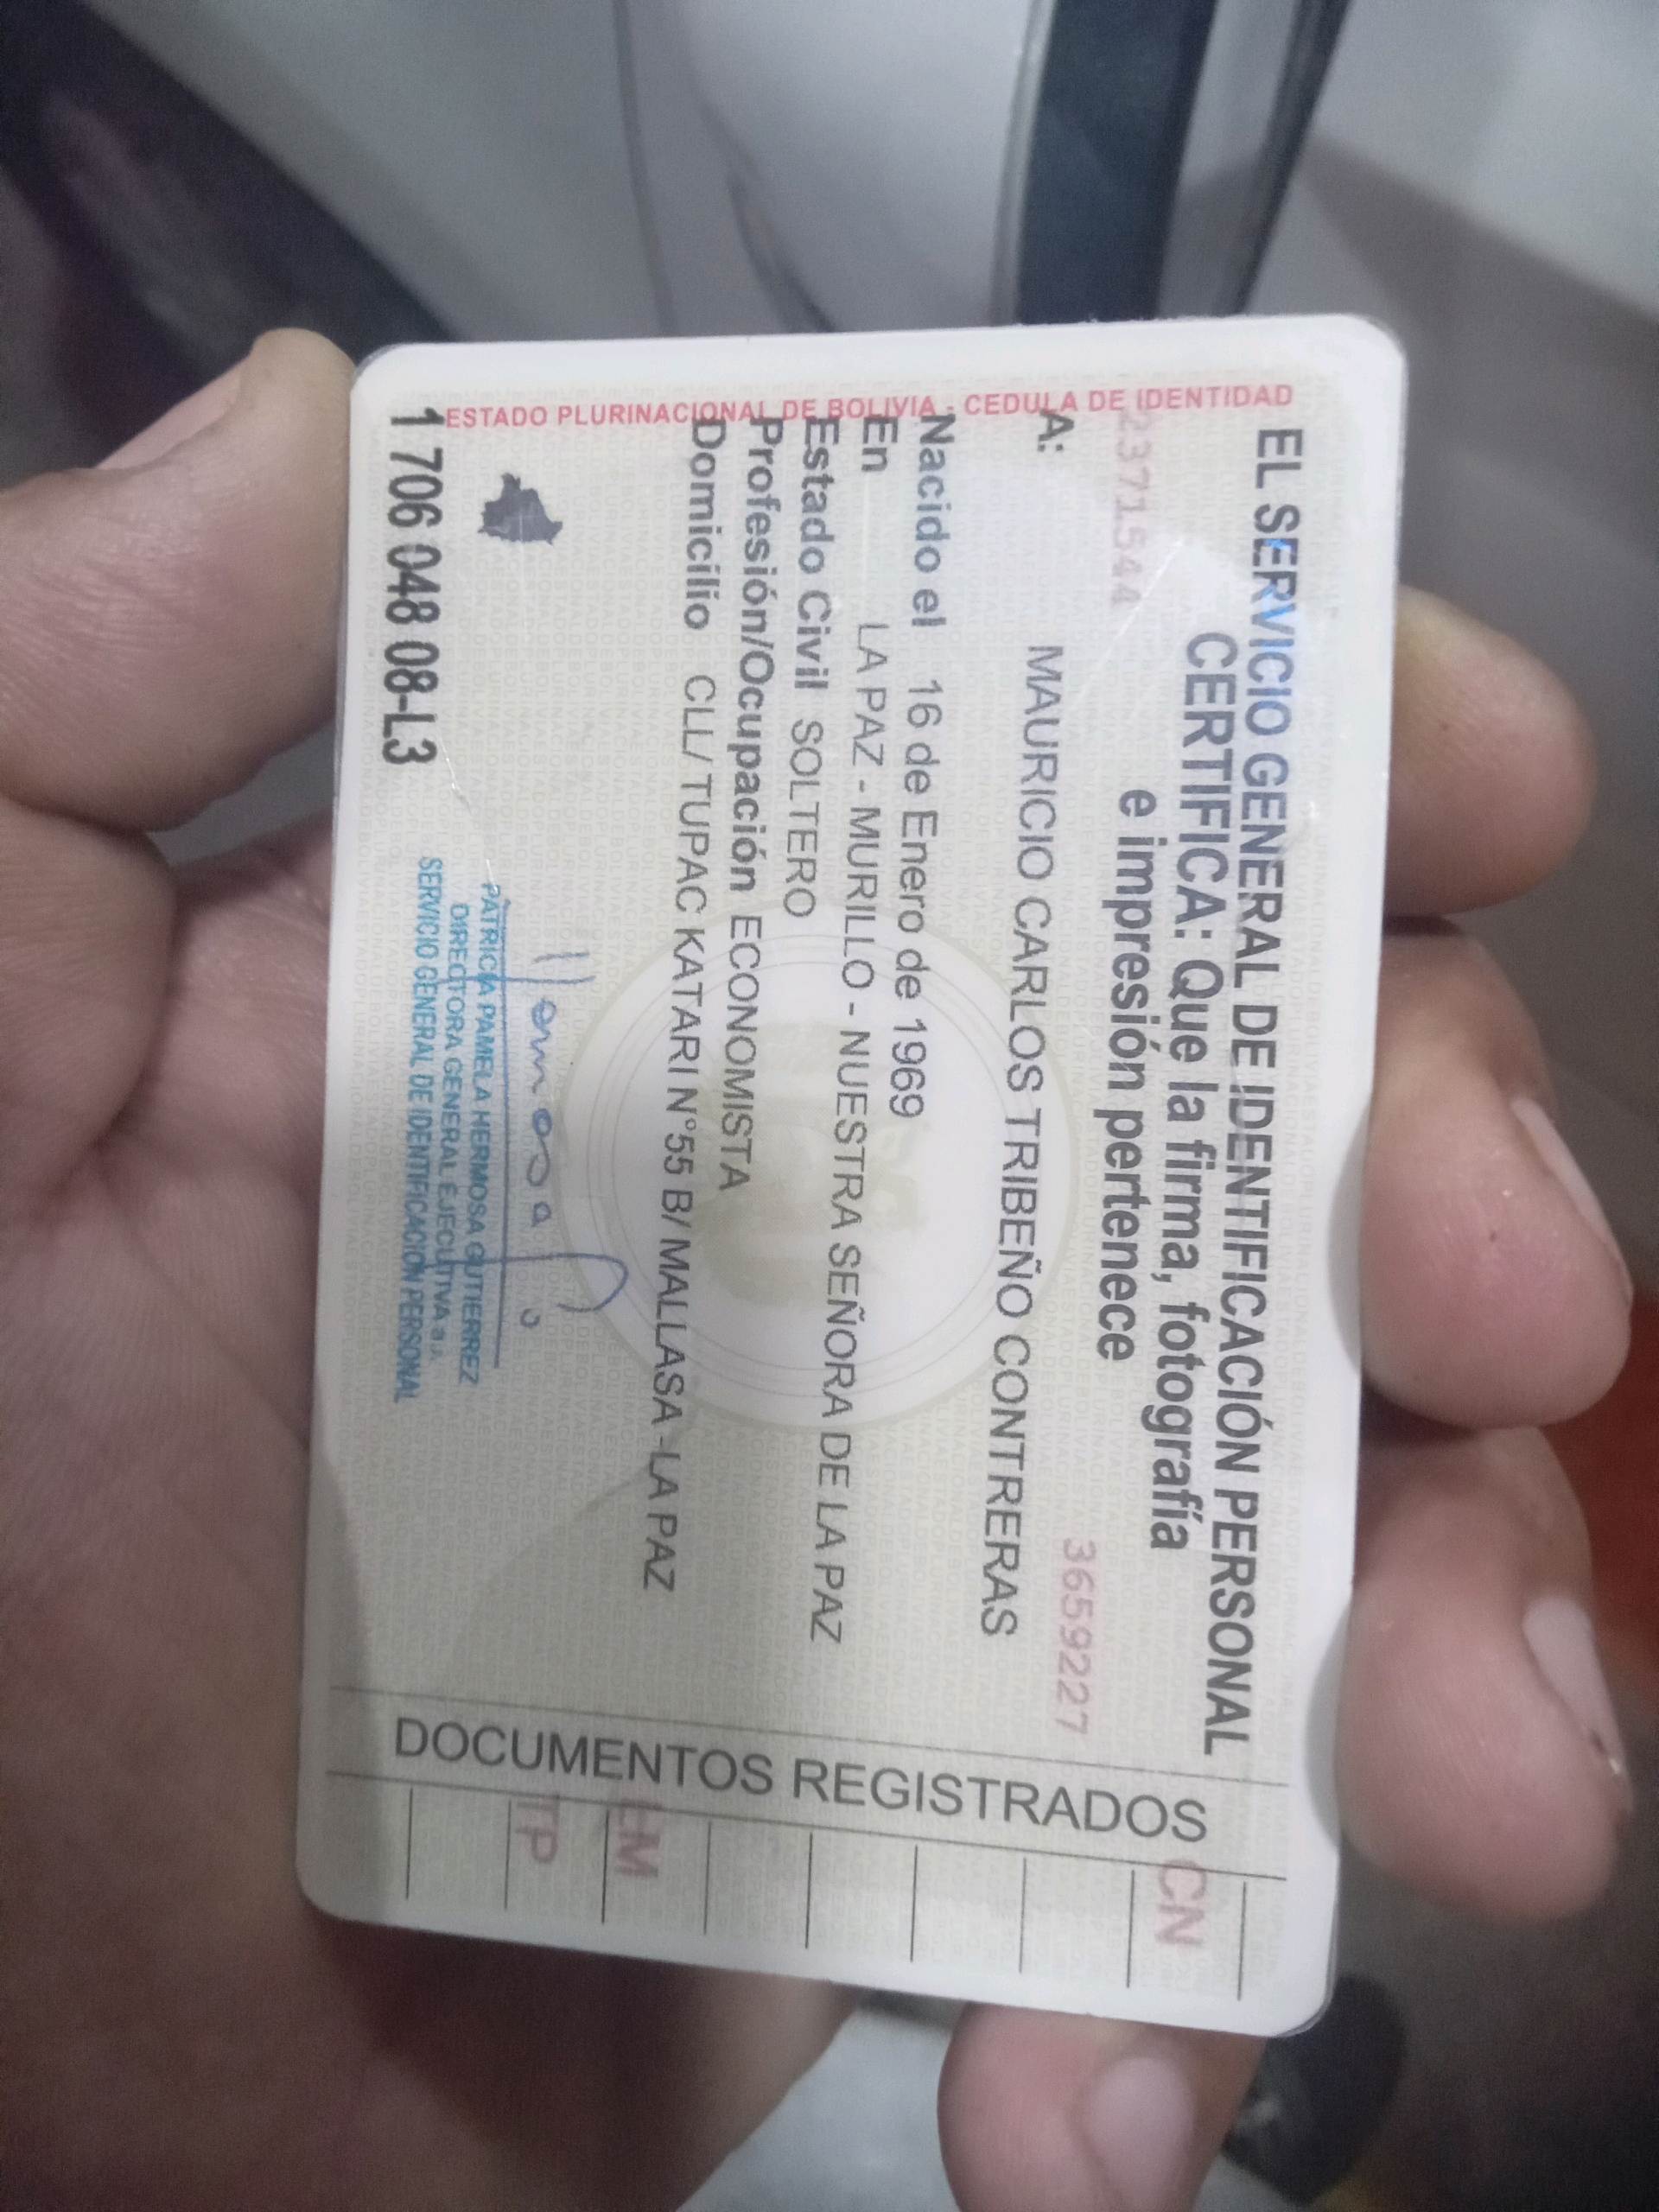 ESTADO PLURINACIONAL DE BOLIVIA - CEDULA DE IDENTIDAD
EL SERVICIO GENERAL DE IDENTIFICACIÓN PERSONAL
CERTIFICA: Que la firma, fotografía
e impresión pertenece
2371544
3659227
A: MAURICIO CARLOS TRIBEÑO CONTRERAS
Nacido el 16 de Enero de 1969
En LA PAZ - MURILLO - NUESTRA SEÑORA DE LA PAZ
Estado Civil SOLTERO
Profesión/Ocupación ECONOMISTA
Domicilio CLL/ TUPAC KATARI N°55 B/ MALLASA -LA PAZ
PATRICIA PAMELA HERMOSA GUTIERREZ
DIRECTORA GENERAL EJECUTIVA a.i.
SERVICIO GENERAL DE IDENTIFICACIÓN PERSONAL
1 706 048 08-L3
DOCUMENTOS REGISTRADOS
CN
TP